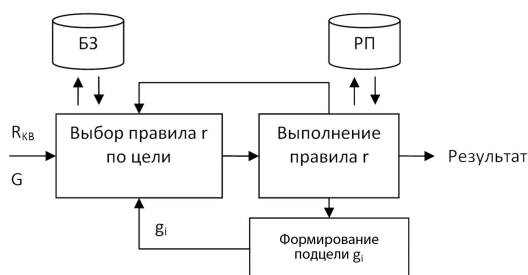 БЗ
РП
R_КВ
G
Выбор правила r
по цели
Выполнение
правила r
Результат
g_i
Формирование
подцели g_i